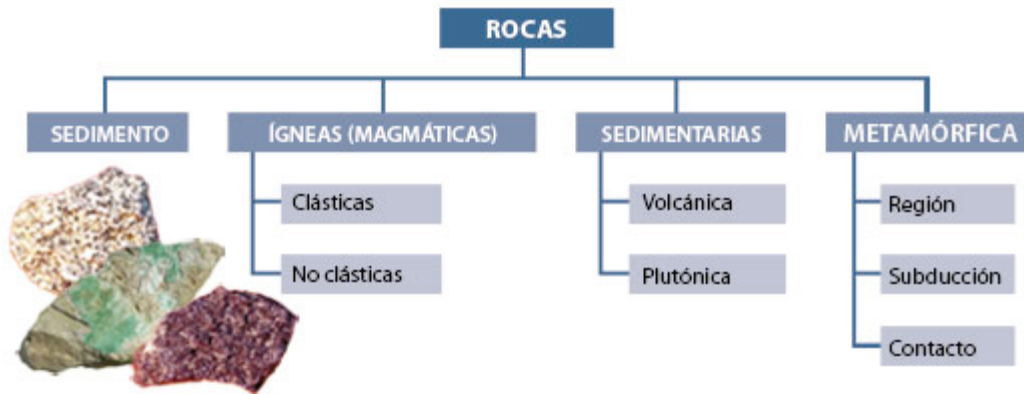 ROCAS
SEDIMENTO
ÍGNEAS (MAGMÁTICAS)
SEDIMENTARIAS
METAMÓRFICA
Clásticas
Volcánica
Región
No clásticas
Plutónica
Subducción
Contacto